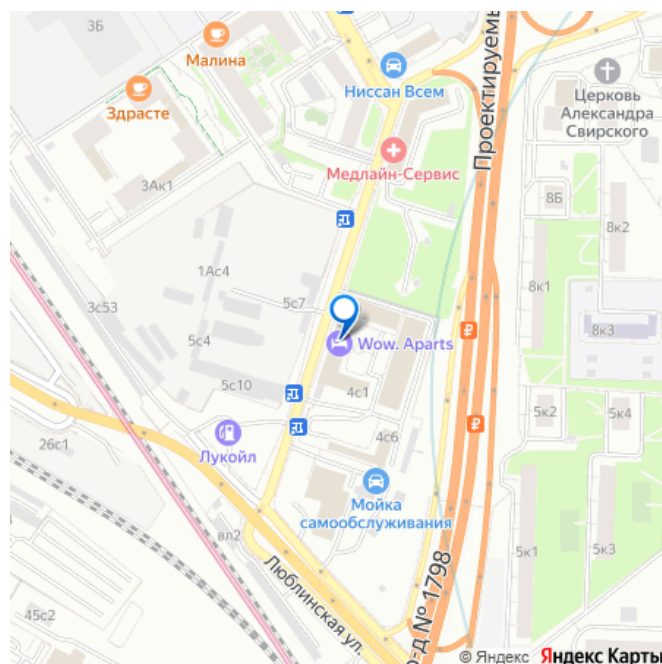 3Б
Малина
Здрасте
Ниссан Всем
Проектируемы
Церковь
Александра
Свирского
Медлайн-Сервис
3Ак1
8Б
8к2
1Ас4
3с53
5с7
8к1
8к3
5с4
Wow. Aparts
5с10
4с1
5к2
5к4
26с1
Лукойл
4с6
Мойка
самообслуживания
вл2
5к1
5к3
Люблинская ул.
р-д № 1798
45с2
© Яндекс Яндекс Карты